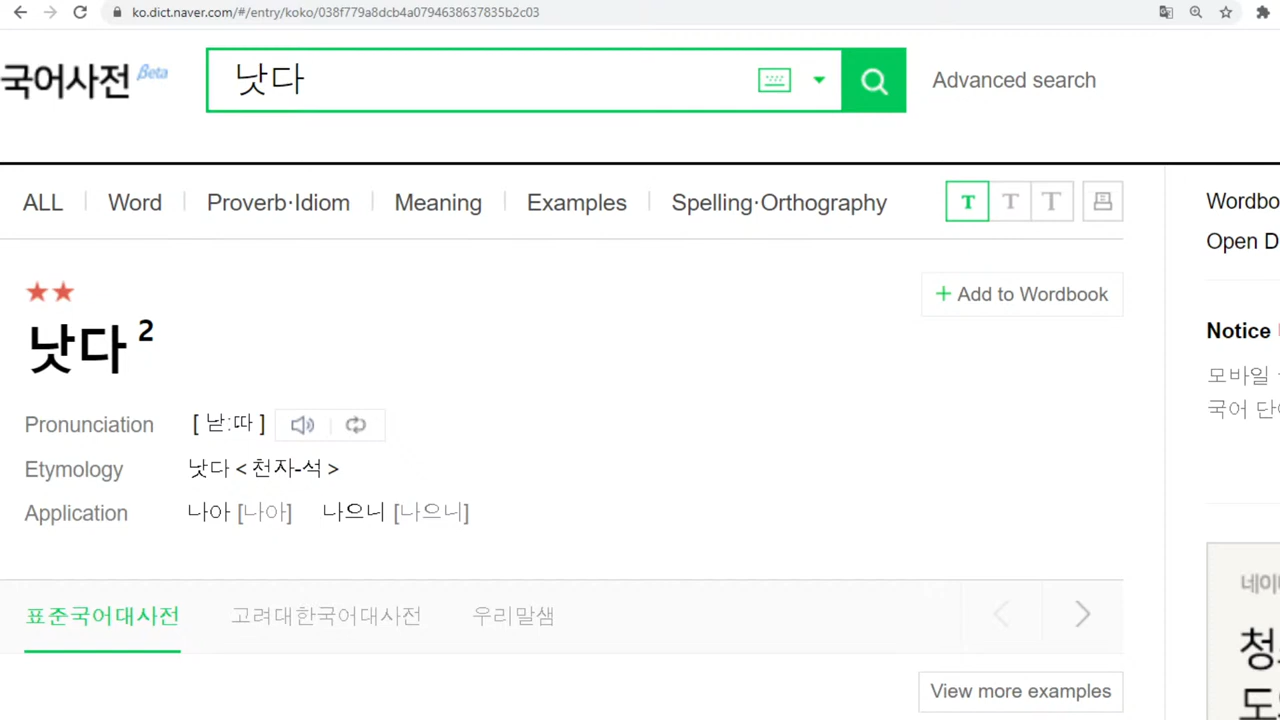 ko.dict.naver.com/#/entry/koko/038f779a8dcb4a0794638637835b2c03
국어사전 Beta
낫다
Advanced search
ALL Word Proverb·Idiom Meaning Examples Spelling·Orthography T T T
★★
+ Add to Wordbook
낫다 2
Pronunciation [ 낟ː따 ]
Etymology 낫다 < 천자-석 >
Application 나아 [나아] 나으니 [나으니]
표준국어대사전 고려대한국어대사전 우리말샘
View more examples
Open D
Notice
모바일
국어